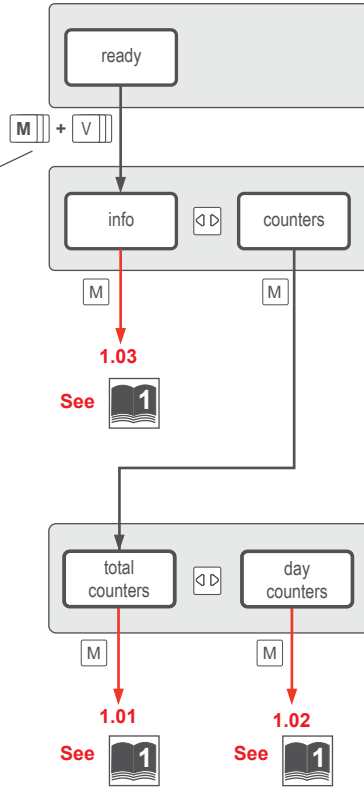 ready
M + V
info
counters
M
M
1.03
See 1
total
counters
day
counters
M
M
1.01
1.02
See 1
See 1